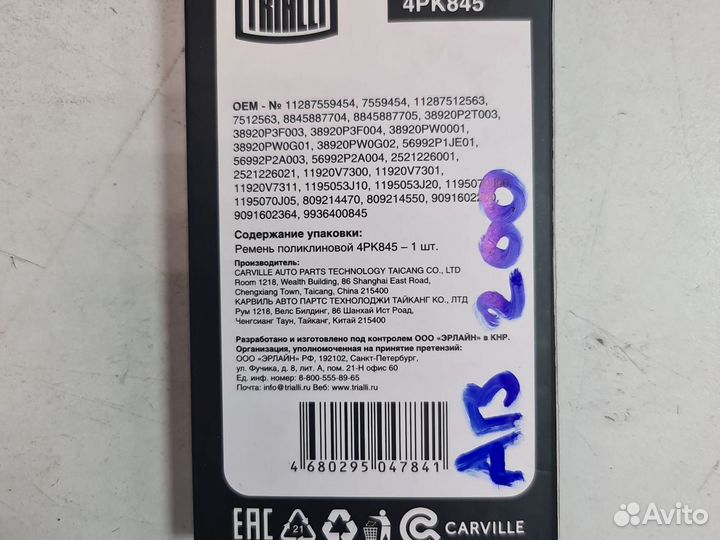 TRIALLI
4PK845
OEM - № 11287559454, 7559454, 11287512563,
7512563, 8845887704, 8845887705, 38920P2T003,
38920P3F003, 38920P3F004, 38920PW0001,
38920PW0G01, 38920PW0G02, 56992P1JE01,
56992P2A003, 56992P2A004, 2521226001,
2521226021, 11920V7300, 11920V7301,
11920V7311, 1195053J10, 1195053J20,
1195070J05, 809214470, 809214550,
9091602364, 9936400845
Содержание упаковки:
Ремень поликлиновой 4PK845 – 1 шт.
Производитель:
CARVILLE AUTO PARTS TECHNOLOGY TAICANG CO., LTD
Room 1218, Wealth Building, 86 Shanghai East Road,
Chengxiang Town, Taicang, China 215400
КАРВИЛЬ АВТО ПАРТС ТЕХНОЛОДЖИ ТАЙКАНГ КО., ЛТД
Рум 1218, Велс Билдинг, 86 Шанхай Ист Роад,
Ченгсианг Таун, Тайканг, Китай 215400
Разработано и изготовлено под контролем ООО «ЭРЛАЙН» в КНР.
Организация, уполномоченная на принятие претензий:
ООО «ЭРЛАЙН» РФ, 192102, Санкт-Петербург,
ул. Фучика, д. 8, лит. А, пом. 21-Н офис 60
Ед. инф. номер: 8-800-555-89-65
Почта: info@trialli.ru Веб: www.trialli.ru
4 680295 047841
АВ 200
EAC 21 CARVILLE
Avito